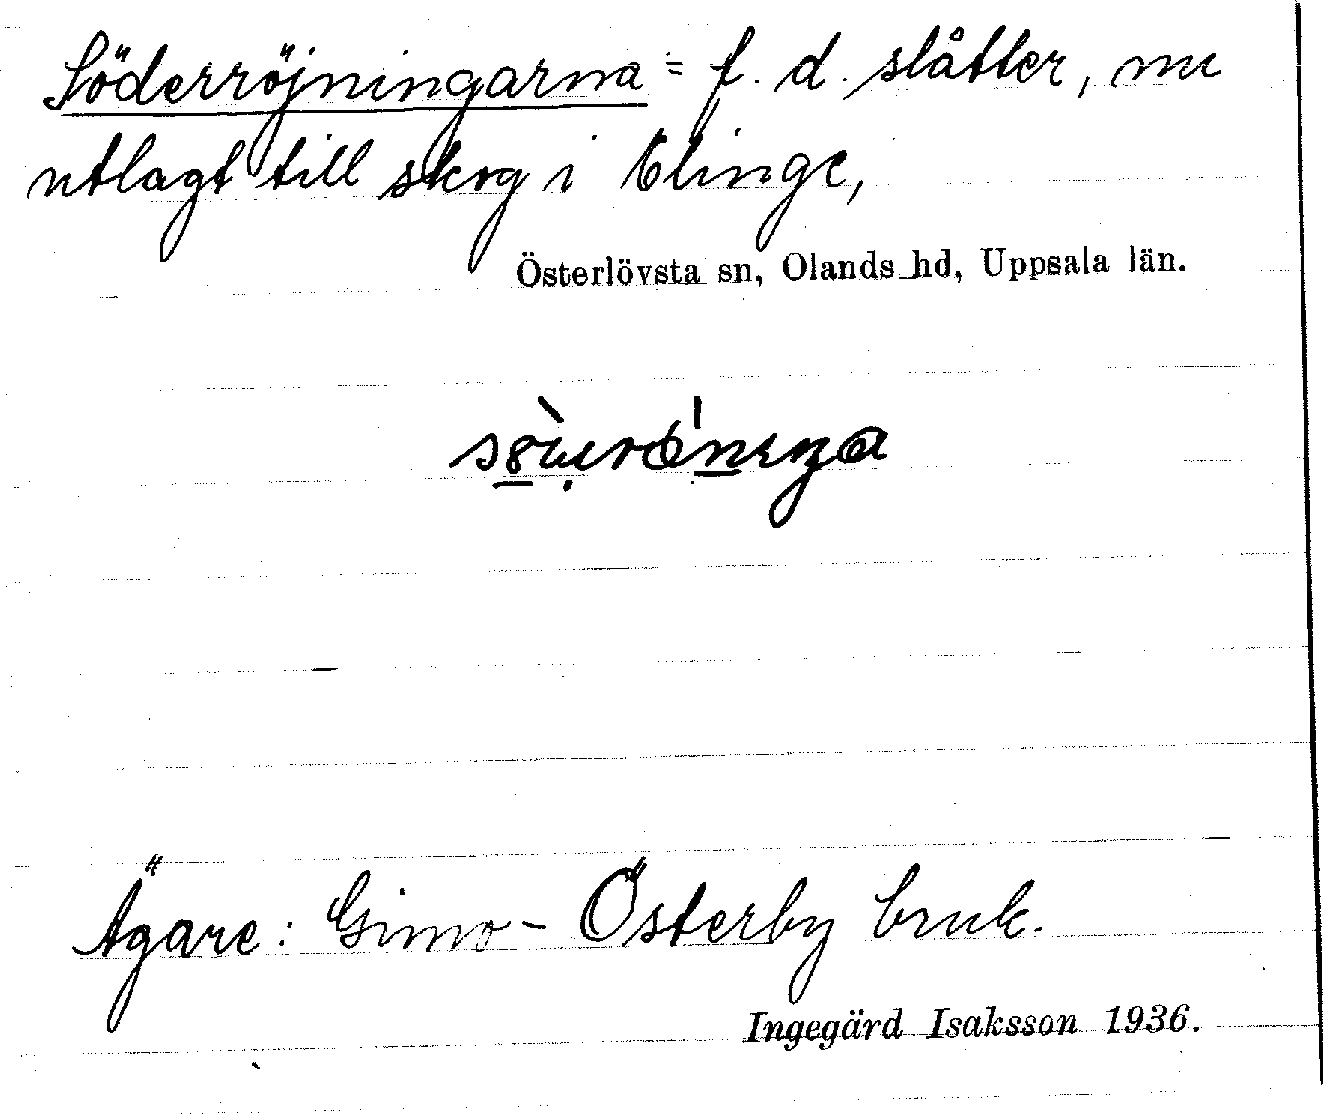 Söderröjningarna = f. d. slåtter, nu
utlagt till skog i Elinge,
Österlövsta sn, Olands hd, Uppsala län.
Ägare: Gimo-Österby bruk.
Ingegärd Isaksson 1936.